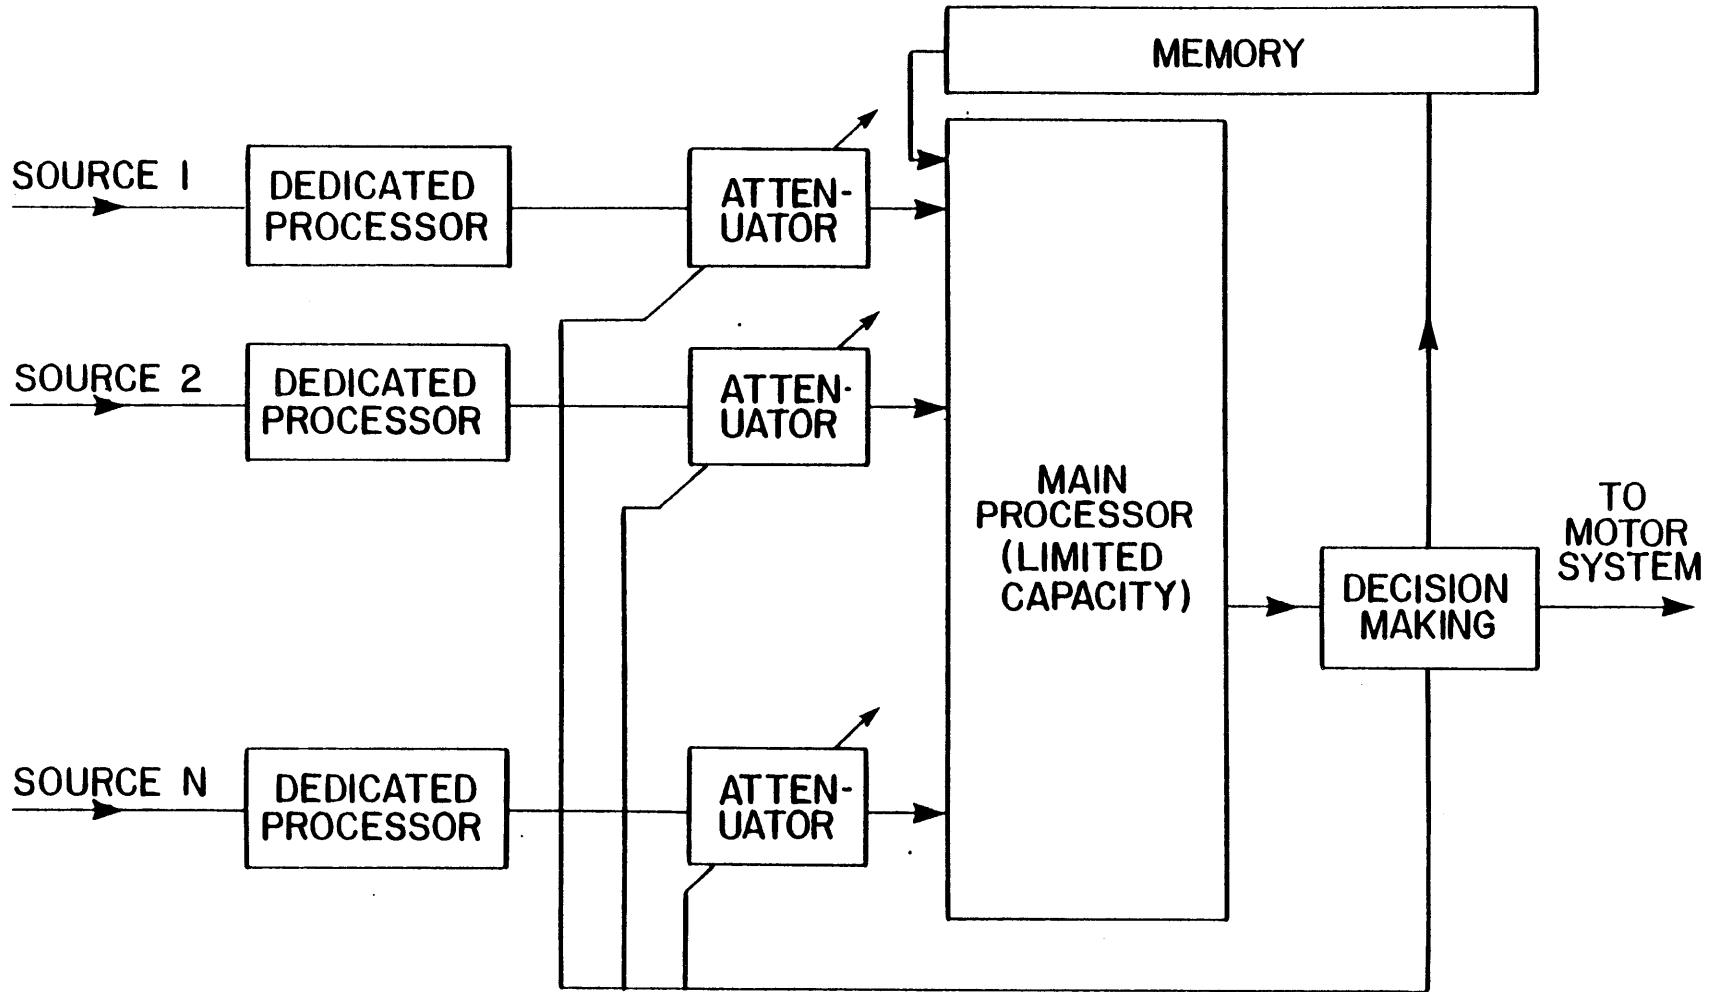 MEMORY
SOURCE 1
DEDICATED
PROCESSOR
ATTEN-
UATOR
SOURCE 2
DEDICATED
PROCESSOR
ATTEN-
UATOR
MAIN
PROCESSOR
(LIMITED
CAPACITY)
DECISION
MAKING
TO
MOTOR
SYSTEM
SOURCE N
DEDICATED
PROCESSOR
ATTEN-
UATOR